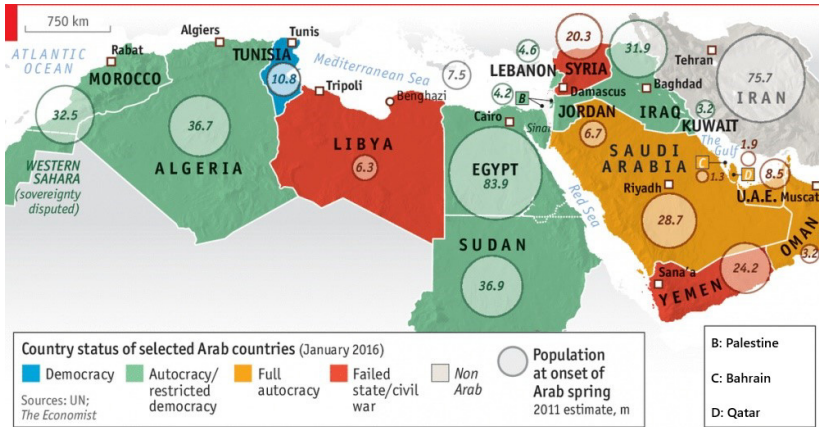 750 km
ATLANTIC
OCEAN
Rabat
MOROCCO
32.5
WESTERN
SAHARA
(sovereignty
disputed)
Algiers
36.7
ALGERIA
Tunis
TUNISIA
10.8
Mediterranean Sea
Tripoli
Benghazi
LIBYA
6.3
7.5
Cairo
Sinai
EGYPT
83.9
SUDAN
36.9
Red Sea
4.6
LEBANON
4.2
B
20.3
SYRIA
Damascus
JORDAN
6.7
31.9
Baghdad
IRAQ
Tehran
75.7
IRAN
3.2
KUWAIT
The Gulf
SAUDI
ARABIA
Riyadh
28.7
C
1.3
1.9
D
8.5
U.A.E.
Muscat
OMAN
3.2
Sana'a
24.2
YEMEN
Country status of selected Arab countries (January 2016)
Democracy
Autocracy/
restricted
democracy
Full
autocracy
Failed
state/civil
war
Non
Arab
Population
at onset of
Arab spring
2011 estimate, m
Sources: UN;
The Economist
B: Palestine
C: Bahrain
D: Qatar